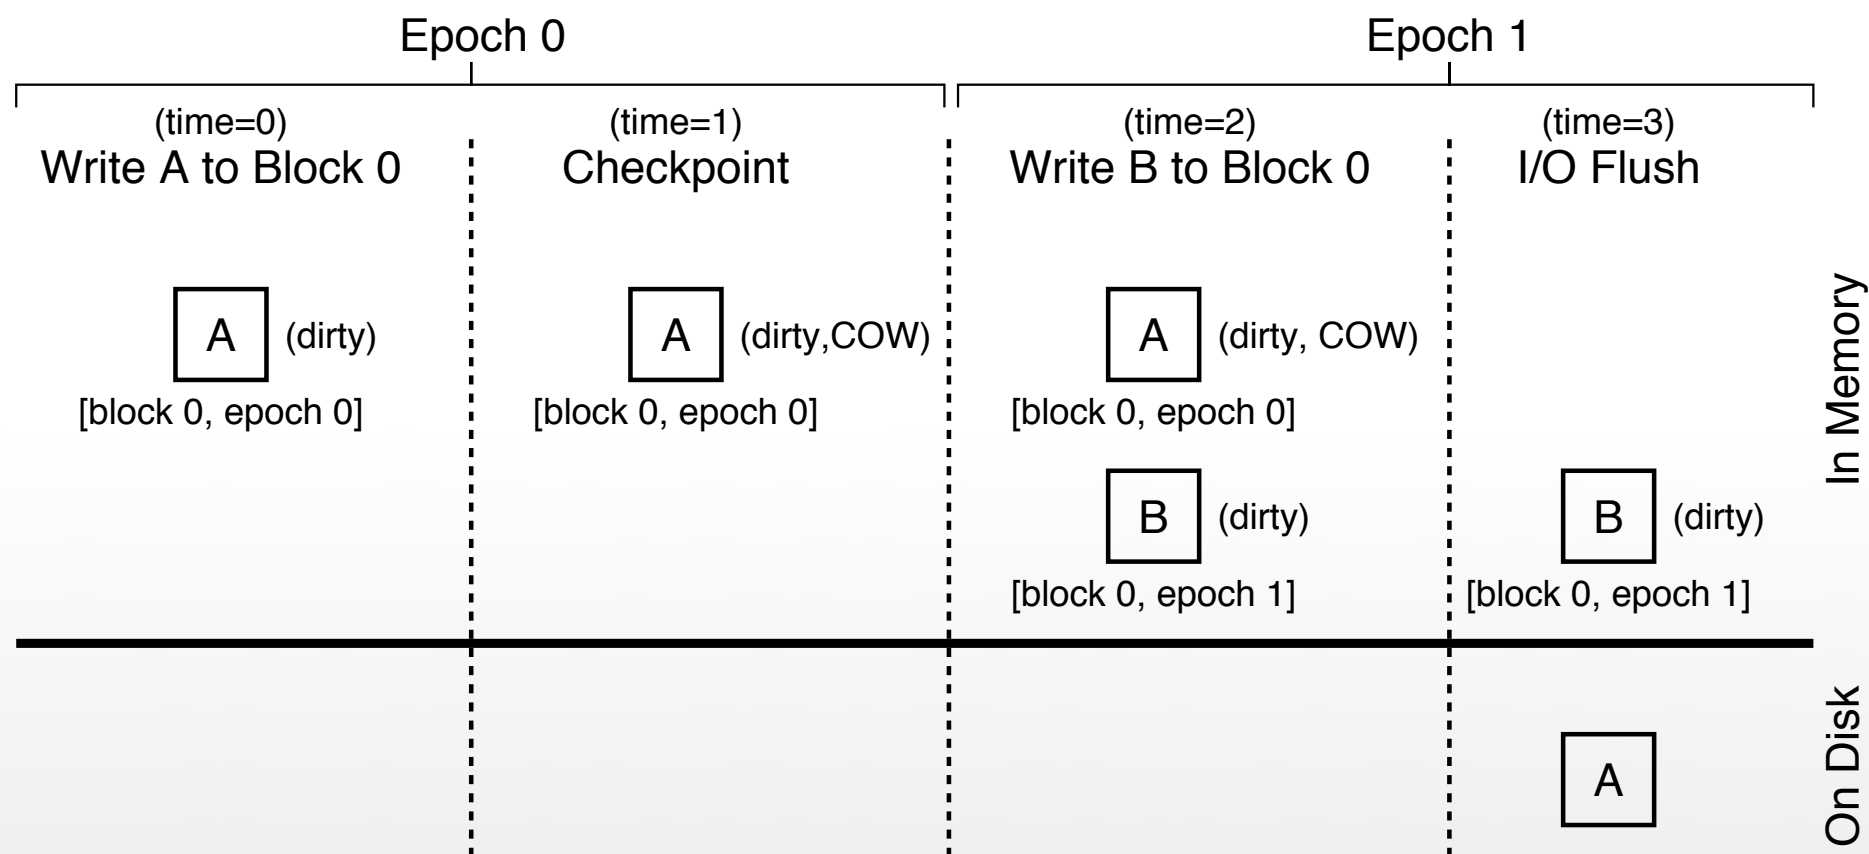 Epoch 0
Epoch 1
(time=0)
Write A to Block 0
(time=1)
Checkpoint
(time=2)
Write B to Block 0
(time=3)
I/O Flush
A (dirty)
[block 0, epoch 0]
A (dirty,COW)
[block 0, epoch 0]
A (dirty, COW)
[block 0, epoch 0]
B (dirty)
[block 0, epoch 1]
B (dirty)
[block 0, epoch 1]
In Memory
A
On Disk